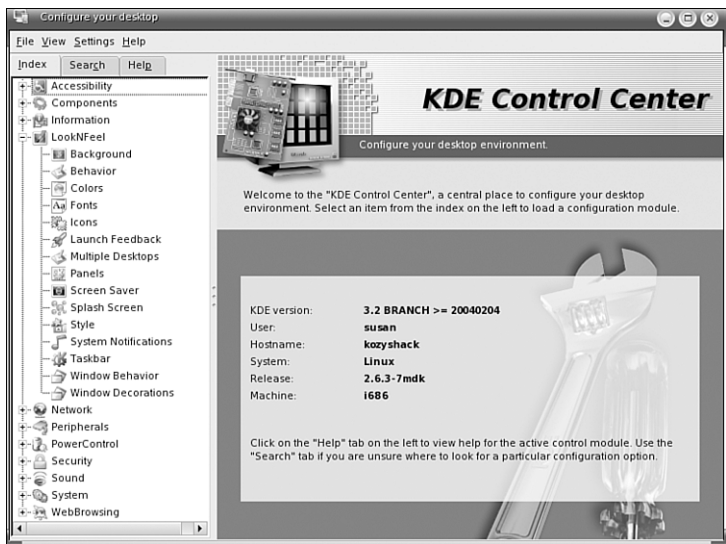 Configure your desktop
File View Settings Help
Index Search Help
Accessibility
Components
Information
LookNFeel
Background
Behavior
Colors
Aa Fonts
Icons
Launch Feedback
Multiple Desktops
Panels
Screen Saver
Splash Screen
Style
System Notifications
Taskbar
Window Behavior
Window Decorations
Network
Peripherals
PowerControl
Security
Sound
System
WebBrowsing
KDE Control Center
Configure your desktop environment.
Welcome to the "KDE Control Center", a central place to configure your desktop
environment. Select an item from the index on the left to load a configuration module.
KDE version: 3.2 BRANCH >= 20040204
User: susan
Hostname: kozyshack
System: Linux
Release: 2.6.3-7mdk
Machine: i686
Click on the "Help" tab on the left to view help for the active control module. Use the
"Search" tab if you are unsure where to look for a particular configuration option.